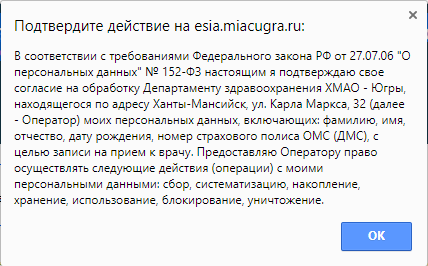 Подтвердите действие на esia.miacugra.ru:
В соответствии с требованиями Федерального закона РФ от 27.07.06 "О
персональных данных" № 152-ФЗ настоящим я подтверждаю свое
согласие на обработку Департаменту здравоохранения ХМАО - Югры,
находящегося по адресу Ханты-Мансийск, ул. Карла Маркса, 32 (далее
- Оператор) моих персональных данных, включающих: фамилию, имя,
отчество, дату рождения, номер страхового полиса ОМС (ДМС), с
целью записи на прием к врачу. Предоставляю Оператору право
осуществлять следующие действия (операции) с моими
персональными данными: сбор, систематизацию, накопление,
хранение, использование, блокирование, уничтожение.
OK